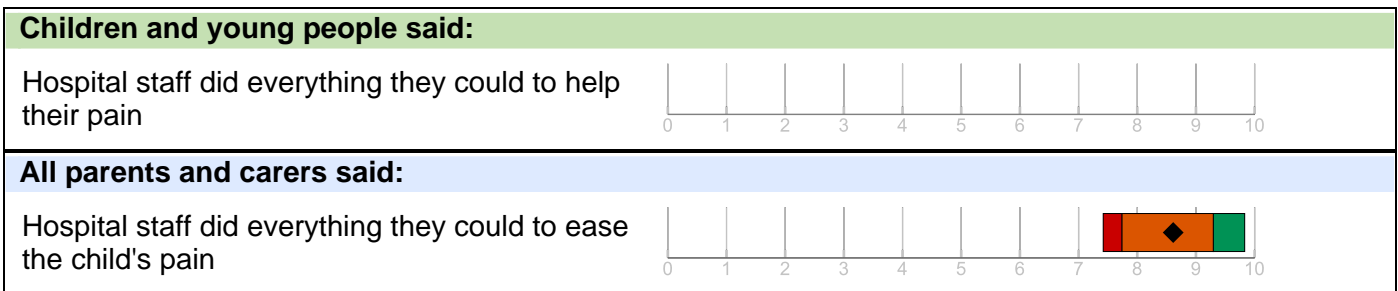 Children and young people said:
Hospital staff did everything they could to help
their pain
0 1 2 3 4 5 6 7 8 9 10
All parents and carers said:
Hospital staff did everything they could to ease
the child's pain
0 1 2 3 4 5 6 7 8 9 10